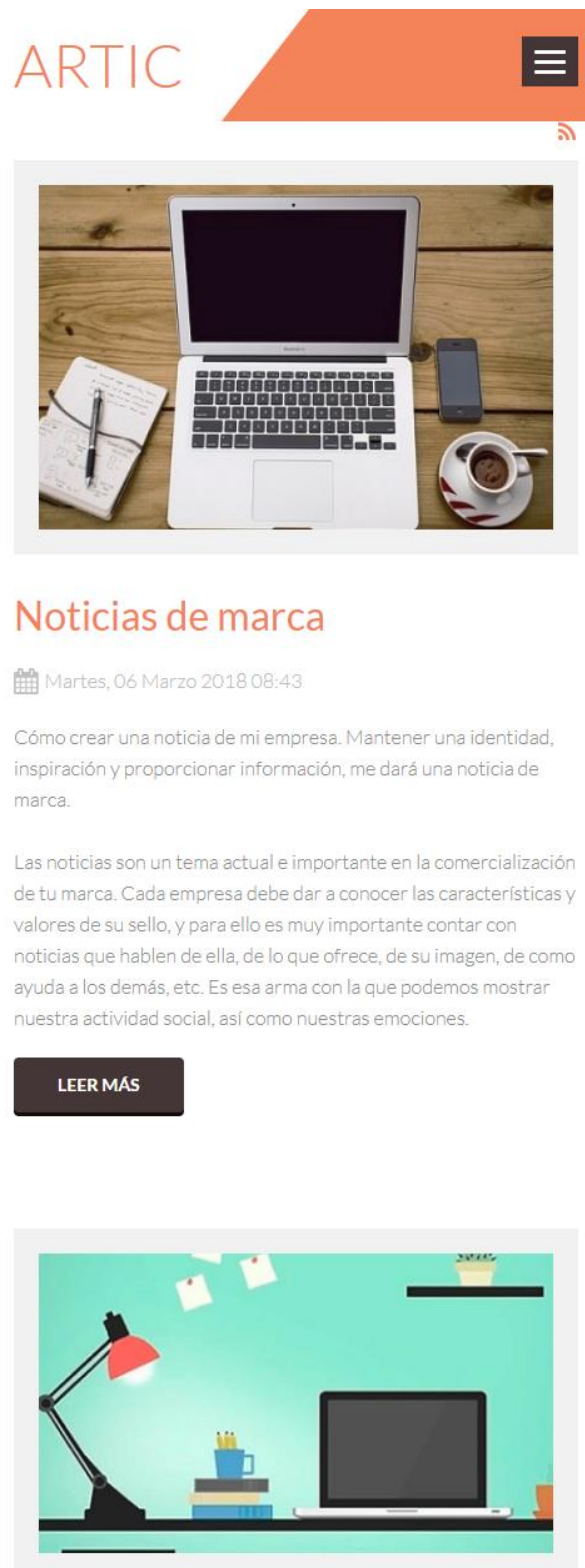 ARTIC
Noticias de marca
Martes, 06 Marzo 2018 08:43
Cómo crear una noticia de mi empresa. Mantener una identidad,
inspiración y proporcionar información, me dará una noticia de
marca.
Las noticias son un tema actual e importante en la comercialización
de tu marca. Cada empresa debe dar a conocer las características y
valores de su sello, y para ello es muy importante contar con
noticias que hablen de ella, de lo que ofrece, de su imagen, de como
ayuda a los demás, etc. Es esa arma con la que podemos mostrar
nuestra actividad social, así como nuestras emociones.
LEER MÁS